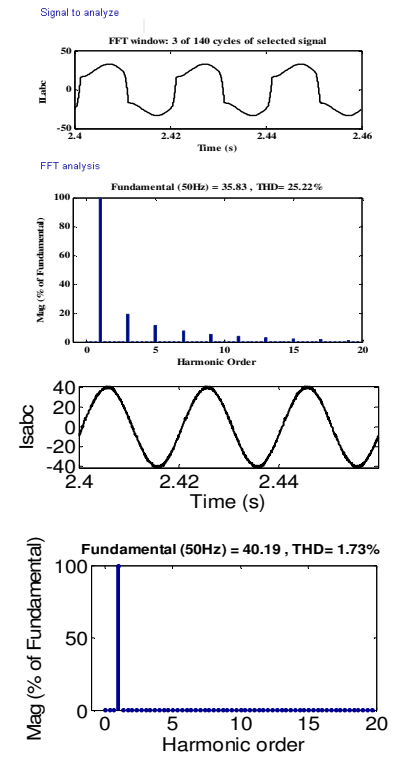 Signal to analyze
FFT window: 3 of 140 cycles of selected signal
50
0
-50
ILabc
2.4 2.42 2.44 2.46
Time (s)
FFT analysis
Fundamental (50Hz) = 35.83 , THD= 25.22%
100
80
60
40
20
0
Mag (% of Fundamental)
0 5 10 15 20
Harmonic Order
40
20
0
-20
-40
Isabc
2.4 2.42 2.44
Time (s)
Fundamental (50Hz) = 40.19 , THD= 1.73%
100
50
0
Mag (% of Fundamental)
0 5 10 15 20
Harmonic order